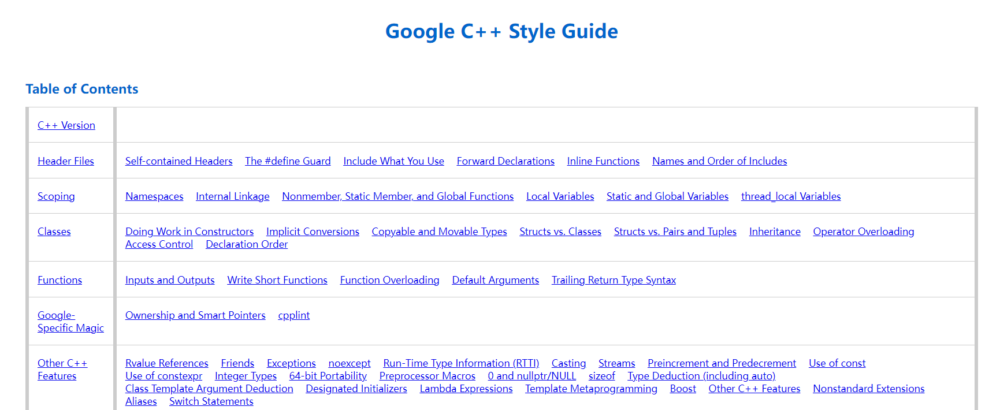 Google C++ Style Guide
Table of Contents
C++ Version
Header Files
Self-contained Headers The #define Guard Include What You Use Forward Declarations Inline Functions Names and Order of Includes
Scoping
Namespaces Internal Linkage Nonmember, Static Member, and Global Functions Local Variables Static and Global Variables thread_local Variables
Classes
Doing Work in Constructors Implicit Conversions Copyable and Movable Types Structs vs. Classes Structs vs. Pairs and Tuples Inheritance Operator Overloading
Access Control Declaration Order
Functions
Inputs and Outputs Write Short Functions Function Overloading Default Arguments Trailing Return Type Syntax
Google-
Specific Magic
Ownership and Smart Pointers cpplint
Other C++
Features
Rvalue References Friends Exceptions noexcept Run-Time Type Information (RTTI) Casting Streams Preincrement and Predecrement Use of const
Use of constexpr Integer Types 64-bit Portability Preprocessor Macros 0 and nullptr/NULL sizeof Type Deduction (including auto)
Class Template Argument Deduction Designated Initializers Lambda Expressions Template Metaprogramming Boost Other C++ Features Nonstandard Extensions
Aliases Switch Statements